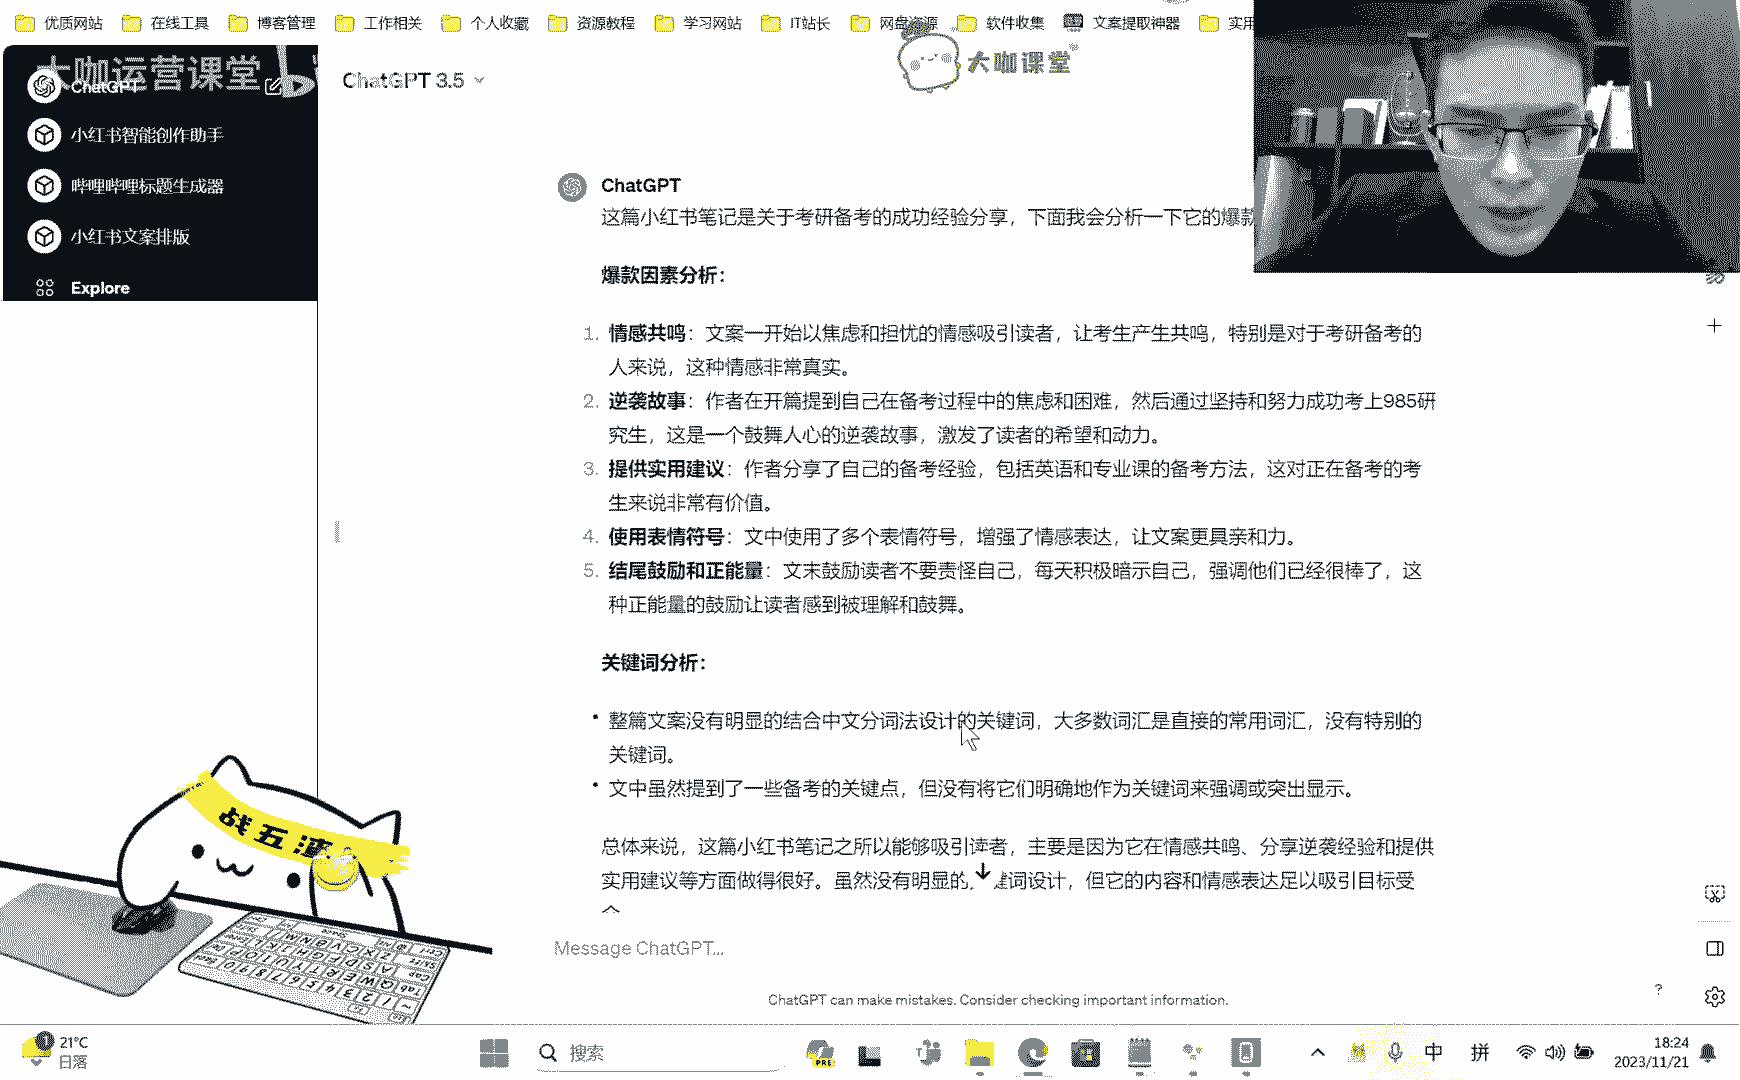 优质网站 在线工具 博客管理 工作相关 个人收藏 资源教程 学习网站 IT站长 网盘资源 软件收集 文案提取神器 实用
大咖运营课堂
ChatGPT
小红书智能创作助手
哔哩哔哩标题生成器
小红书文案排版
Explore
ChatGPT 3.5
大咖课堂
ChatGPT
这篇小红书笔记是关于考研备考的成功经验分享，下面我会分析一下它的爆款
爆款因素分析：
1. 情感共鸣：文案一开始以焦虑和担忧的情感吸引读者，让考生产生共鸣，特别是对于考研备考的
人来说，这种情感非常真实。
2. 逆袭故事：作者在开篇提到自己在备考过程中的焦虑和困难，然后通过坚持和努力成功考上985研
究生，这是一个鼓舞人心的逆袭故事，激发了读者的希望和动力。
3. 提供实用建议：作者分享了自己的备考经验，包括英语和专业课的备考方法，这对正在备考的考
生来说非常有价值。
4. 使用表情符号：文中使用了多个表情符号，增强了情感表达，让文案更具亲和力。
5. 结尾鼓励和正能量：文末鼓励读者不要责怪自己，每天积极暗示自己，强调他们已经很棒了，这
种正能量的鼓励让读者感到被理解和鼓舞。
关键词分析：
• 整篇文案没有明显的结合中文分词法设计的关键词，大多数词汇是直接的常用词汇，没有特别的
关键词。
• 文中虽然提到了一些备考的关键点，但没有将它们明确地作为关键词来强调或突出显示。
总体来说，这篇小红书笔记之所以能够吸引读者，主要是因为它在情感共鸣、分享逆袭经验和提供
实用建议等方面做得很好。虽然没有明显的 键词设计，但它的内容和情感表达足以吸引目标受
Message ChatGPT...
ChatGPT can make mistakes. Consider checking important information.
?
战五渣
1
21°C
日落
搜索
PRE
中
拼
18:24
2023/11/21